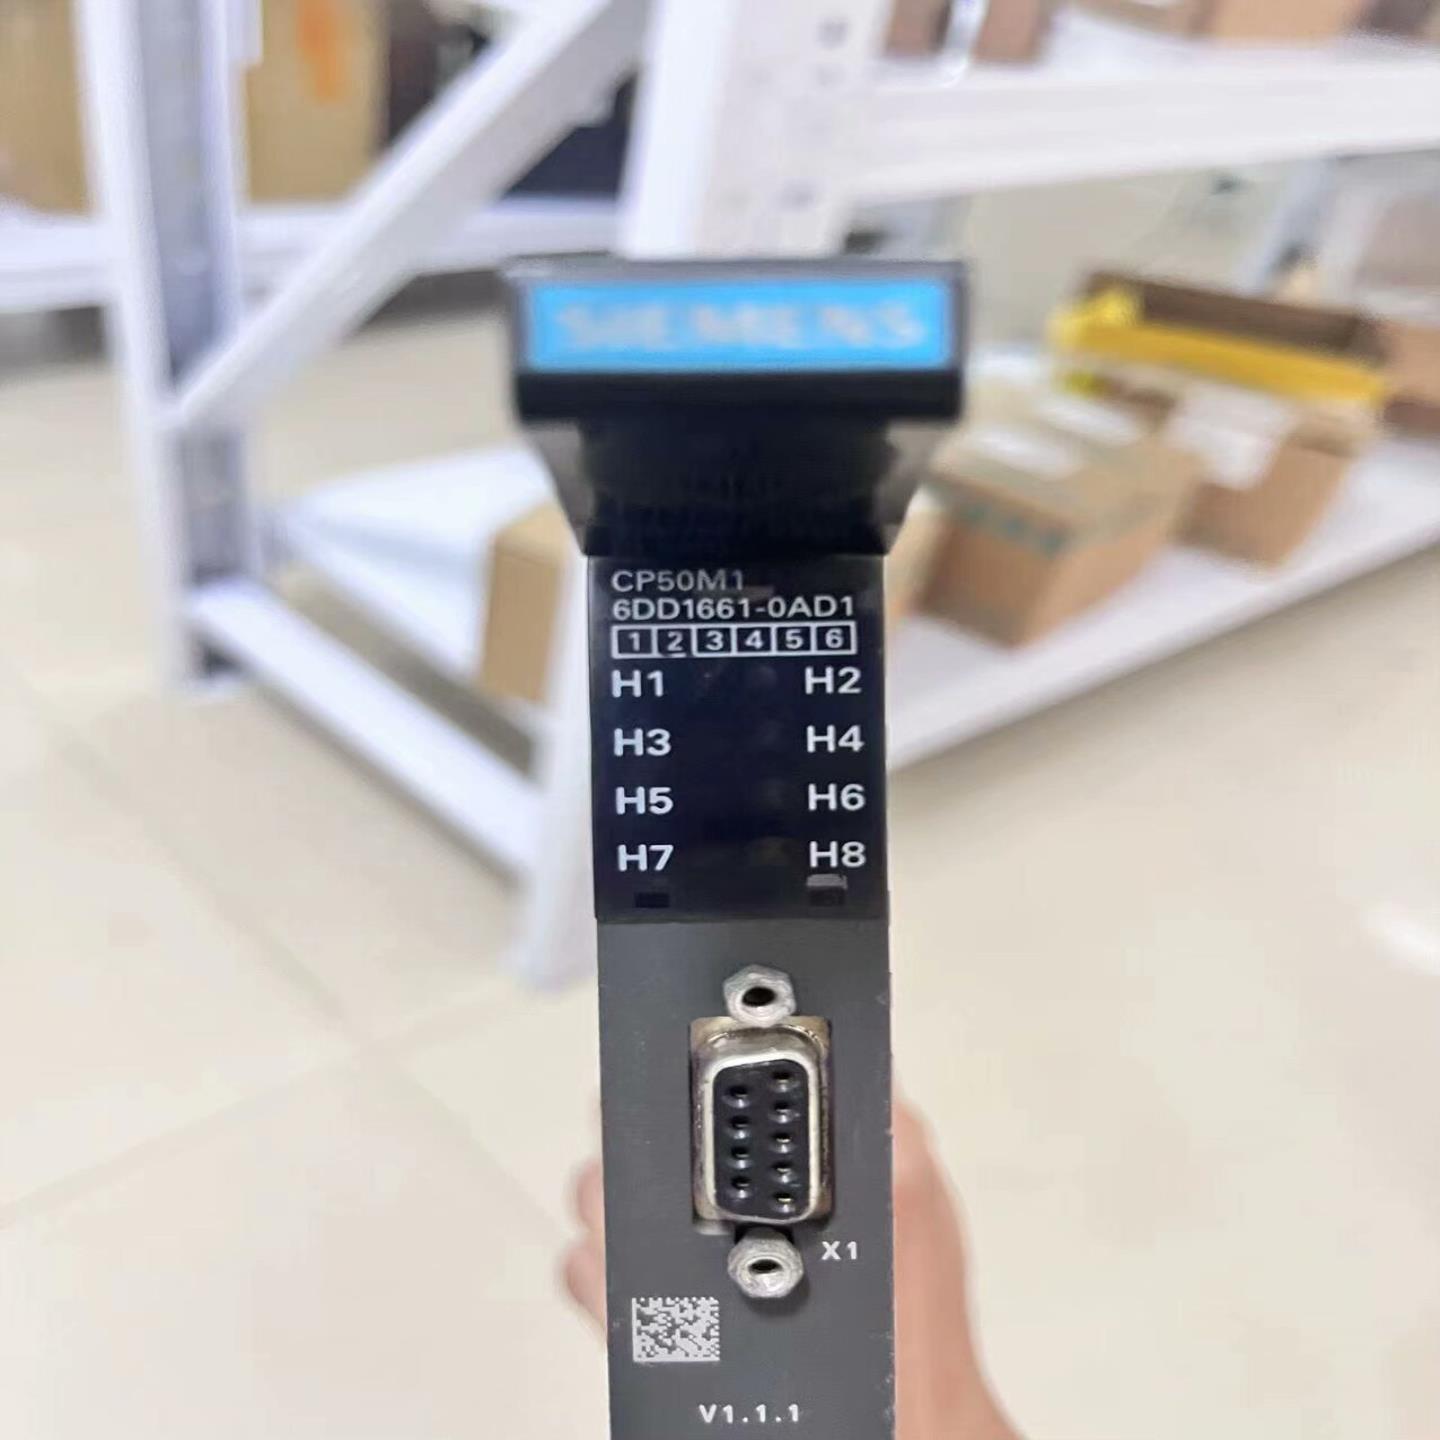 SIEMENS
CP50M1
6DD1661-0AD1
1 2 3 4 5 6
H1 H2
H3 H4
H5 H6
H7 H8
X1
V1.1.1